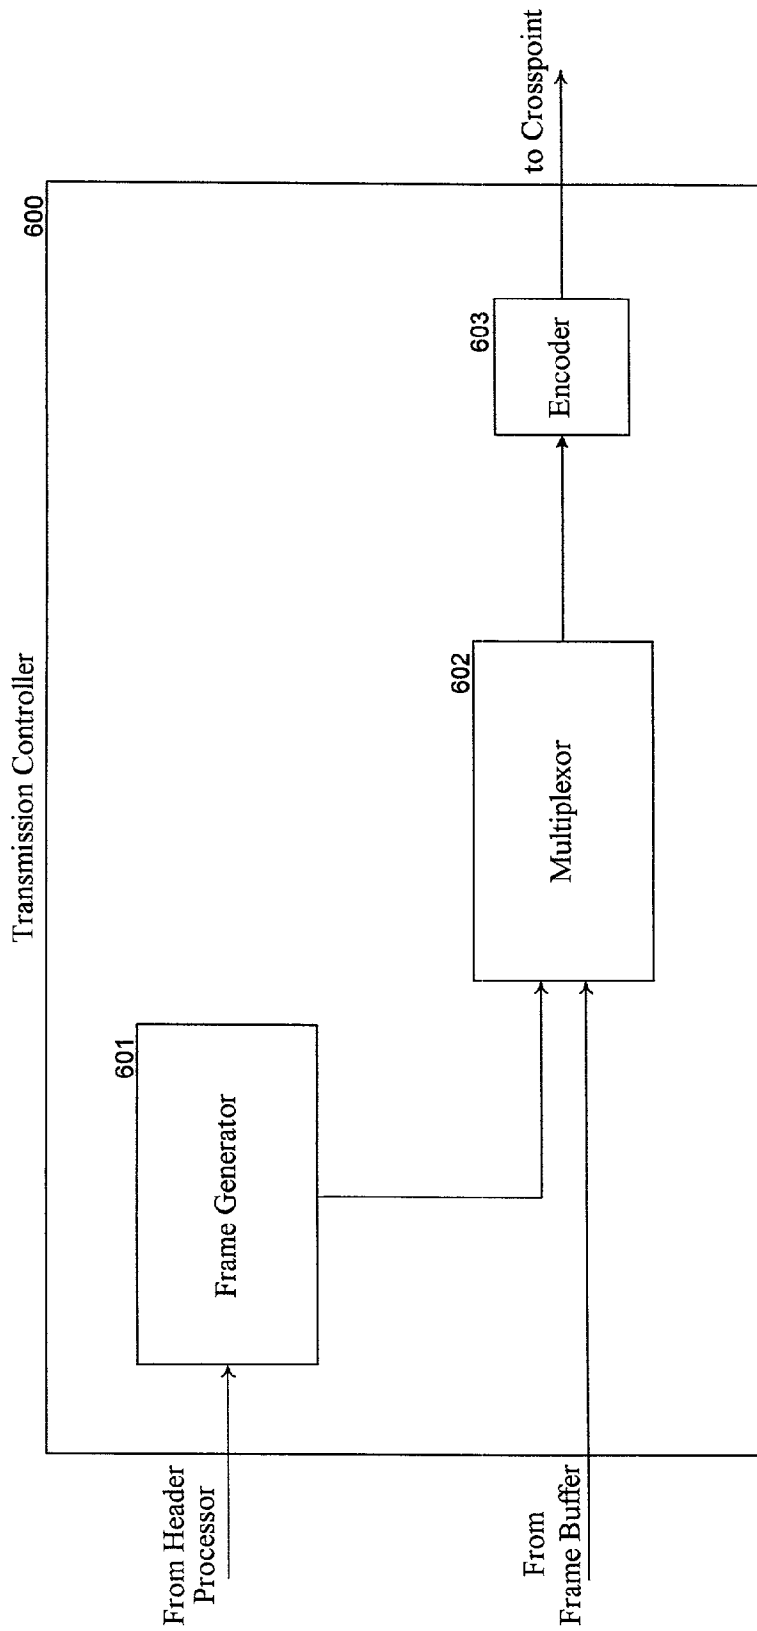 Transmission Controller
600
From Header
Processor
601
Frame Generator
From
Frame Buffer
602
Multiplexor
603
Encoder
to Crosspoint